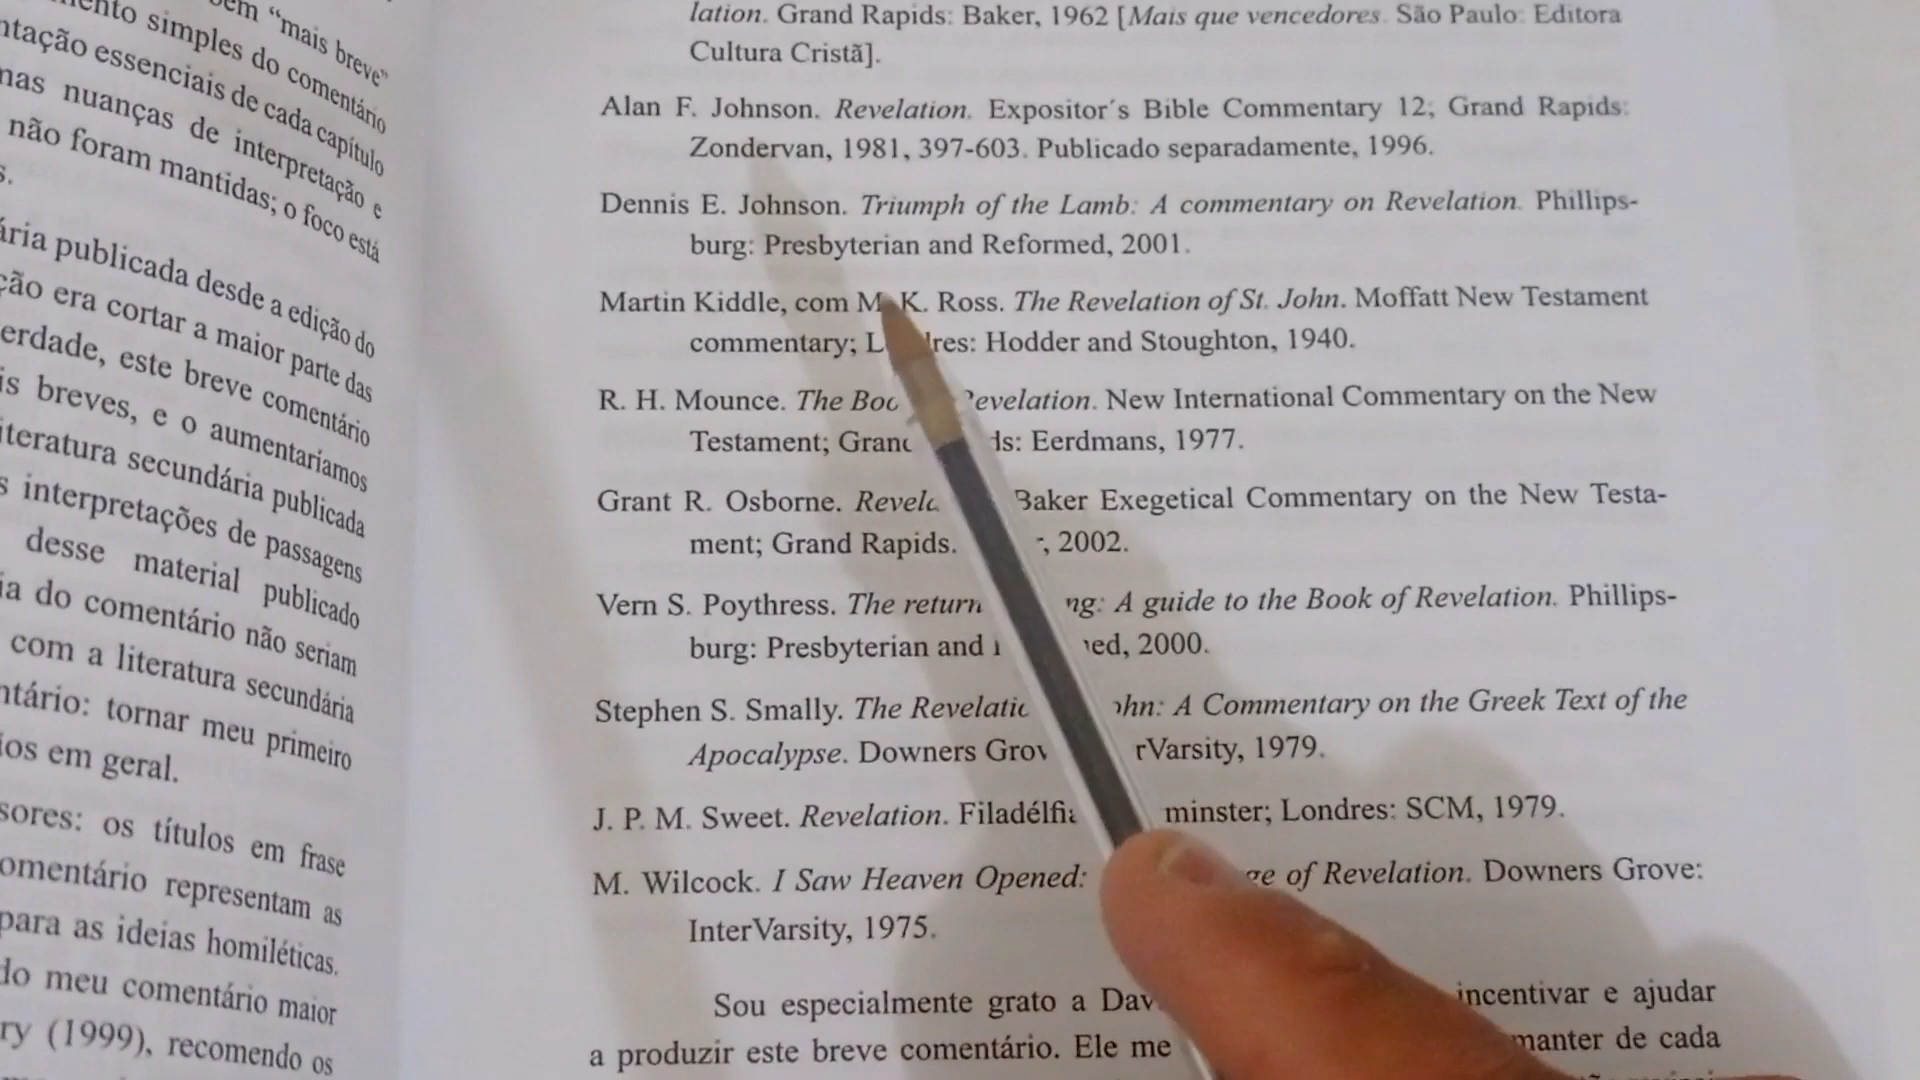 bem “mais breve”
mento simples do comentário
ntação essenciais de cada capítulo
mas nuanças de interpretação e
não foram mantidas; o foco está
s.
ária publicada desde a edição do
ção era cortar a maior parte das
erdade, este breve comentário
is breves, e o aumentaríamos
iteratura secundária publicada
s interpretações de passagens
desse material publicado
ia do comentário não seriam
com a literatura secundária
ntário: tornar meu primeiro
ios em geral.
sores: os títulos em frase
omentário representam as
para as ideias homiléticas.
do meu comentário maior
ry (1999), recomendo os
lation. Grand Rapids: Baker, 1962 [Mais que vencedores. São Paulo: Editora
Cultura Cristã].
Alan F. Johnson. Revelation. Expositor´s Bible Commentary 12; Grand Rapids:
Zondervan, 1981, 397-603. Publicado separadamente, 1996.
Dennis E. Johnson. Triumph of the Lamb: A commentary on Revelation. Phillips-
burg: Presbyterian and Reformed, 2001.
Martin Kiddle, com M. K. Ross. The Revelation of St. John. Moffatt New Testament
commentary; L dres: Hodder and Stoughton, 1940.
R. H. Mounce. The Boo Revelation. New International Commentary on the New
Testament; Grand ds: Eerdmans, 1977.
Grant R. Osborne. Revela Baker Exegetical Commentary on the New Testa-
ment; Grand Rapids. , 2002.
Vern S. Poythress. The return ng: A guide to the Book of Revelation. Phillips-
burg: Presbyterian and med, 2000.
Stephen S. Smally. The Revelatio ohn: A Commentary on the Greek Text of the
Apocalypse. Downers Grov rVarsity, 1979.
J. P. M. Sweet. Revelation. Filadélfia minster; Londres: SCM, 1979.
M. Wilcock. I Saw Heaven Opened: ge of Revelation. Downers Grove:
InterVarsity, 1975.
Sou especialmente grato a Dav incentivar e ajudar
a produzir este breve comentário. Ele me manter de cada